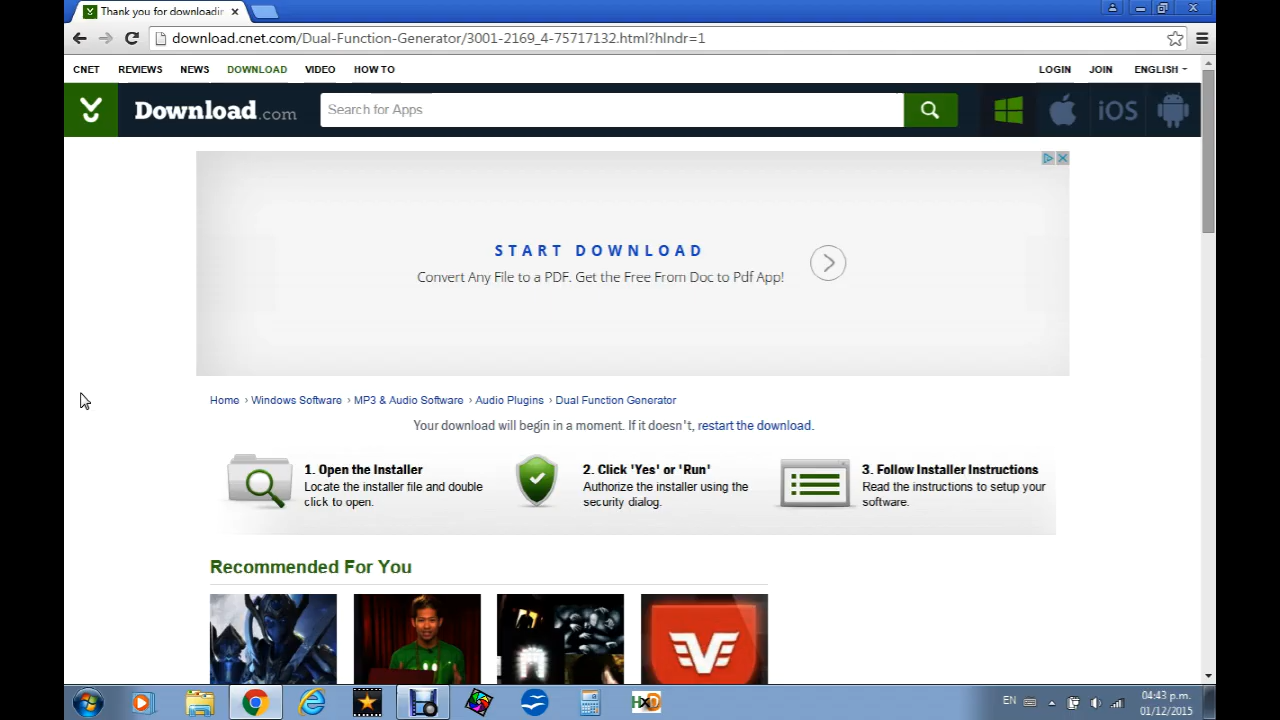 Thank you for downloadin
download.cnet.com/Dual-Function-Generator/3001-2169_4-75717132.html?hlndr=1
CNET REVIEWS NEWS DOWNLOAD VIDEO HOW TO LOGIN JOIN ENGLISH
Download.com Search for Apps iOS
START DOWNLOAD
Convert Any File to a PDF. Get the Free From Doc to Pdf App!
Home › Windows Software › MP3 & Audio Software › Audio Plugins › Dual Function Generator
Your download will begin in a moment. If it doesn't, restart the download.
1. Open the Installer
Locate the installer file and double
click to open.
2. Click 'Yes' or 'Run'
Authorize the installer using the
security dialog.
3. Follow Installer Instructions
Read the instructions to setup your
software.
Recommended For You
HxD
EN
04:43 p.m.
01/12/2015